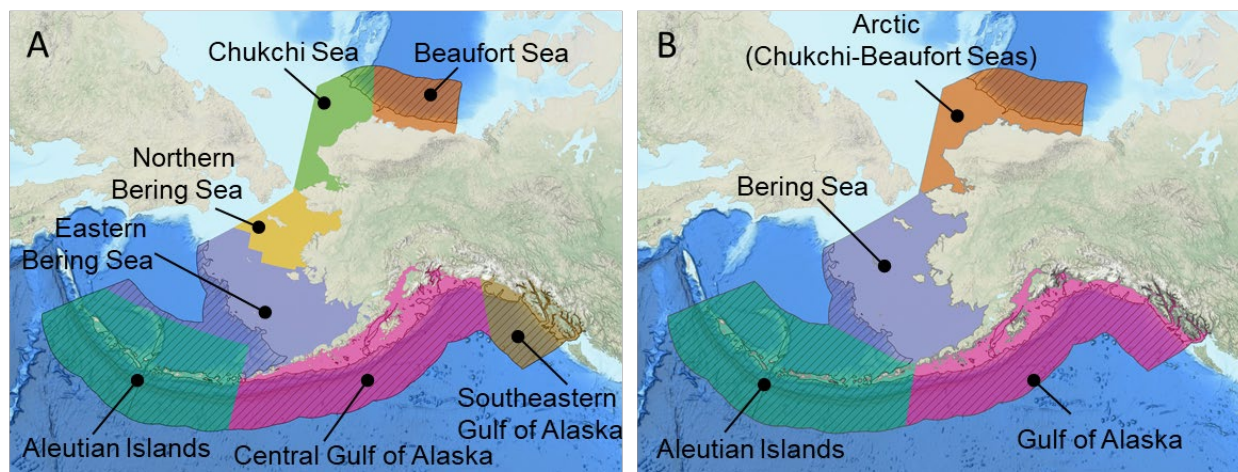 A
Chukchi Sea
Beaufort Sea
Northern
Bering Sea
Eastern
Bering Sea
Aleutian Islands
Central Gulf of Alaska
Southeastern
Gulf of Alaska
B
Arctic
(Chukchi-Beaufort Seas)
Bering Sea
Aleutian Islands
Gulf of Alaska